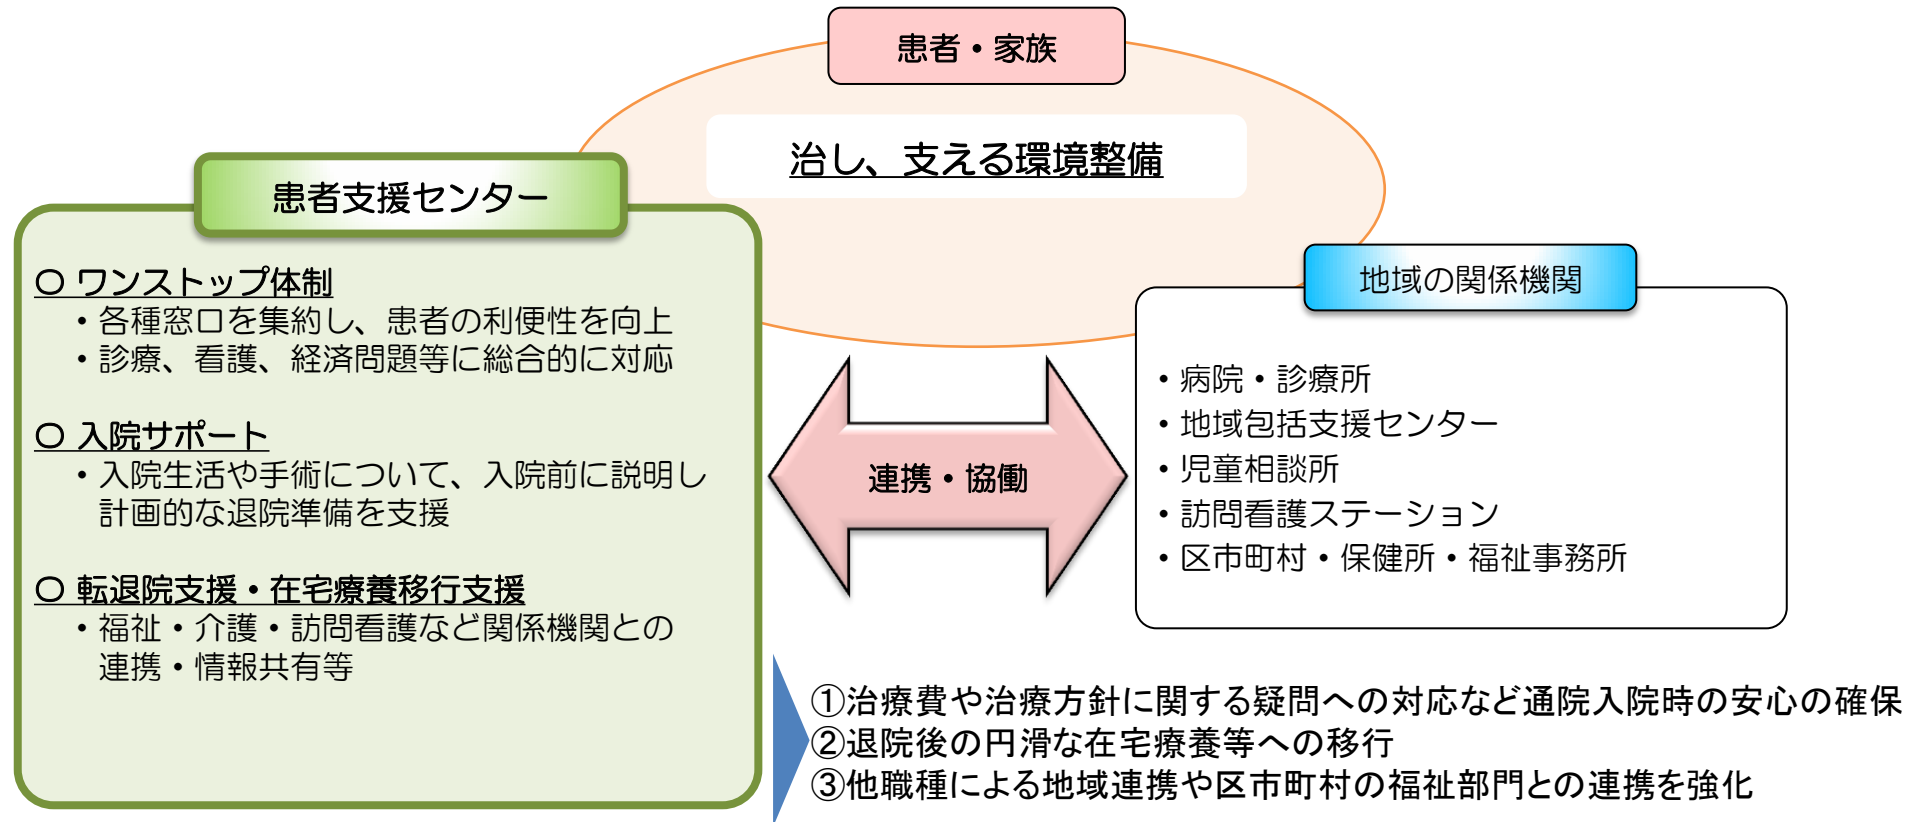 患者・家族
治し、支える環境整備
患者支援センター
〇 ワンストップ体制
・各種窓口を集約し、患者の利便性を向上
・診療、看護、経済問題等に総合的に対応
〇 入院サポート
・入院生活や手術について、入院前に説明し
計画的な退院準備を支援
〇 転退院支援・在宅療養移行支援
・福祉・介護・訪問看護など関係機関との
連携・情報共有等
連携・協働
地域の関係機関
・病院・診療所
・地域包括支援センター
・児童相談所
・訪問看護ステーション
・区市町村・保健所・福祉事務所
①治療費や治療方針に関する疑問への対応など通院入院時の安心の確保
②退院後の円滑な在宅療養等への移行
③他職種による地域連携や区市町村の福祉部門との連携を強化